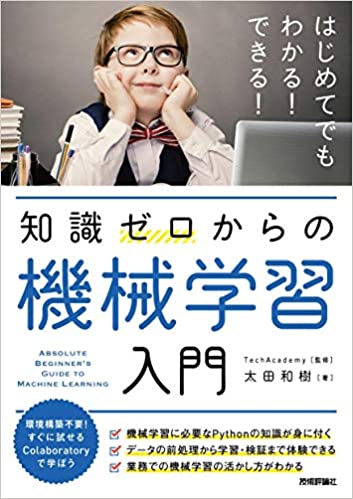 はじめてでも
わかる!
できる!
知識ゼロからの
機械学習
ABSOLUTE
BEGINNER'S
GUIDE TO
MACHINE LEARNING
入門
TechAcademy[監修]
太田和樹[著]
環境構築不要!
すぐに試せる
Colaboratory
で学ぼう
機械学習に必要なPythonの知識が身に付く
データの前処理から学習・検証まで体験できる
業務での機械学習の活かし方がわかる
技術評論社